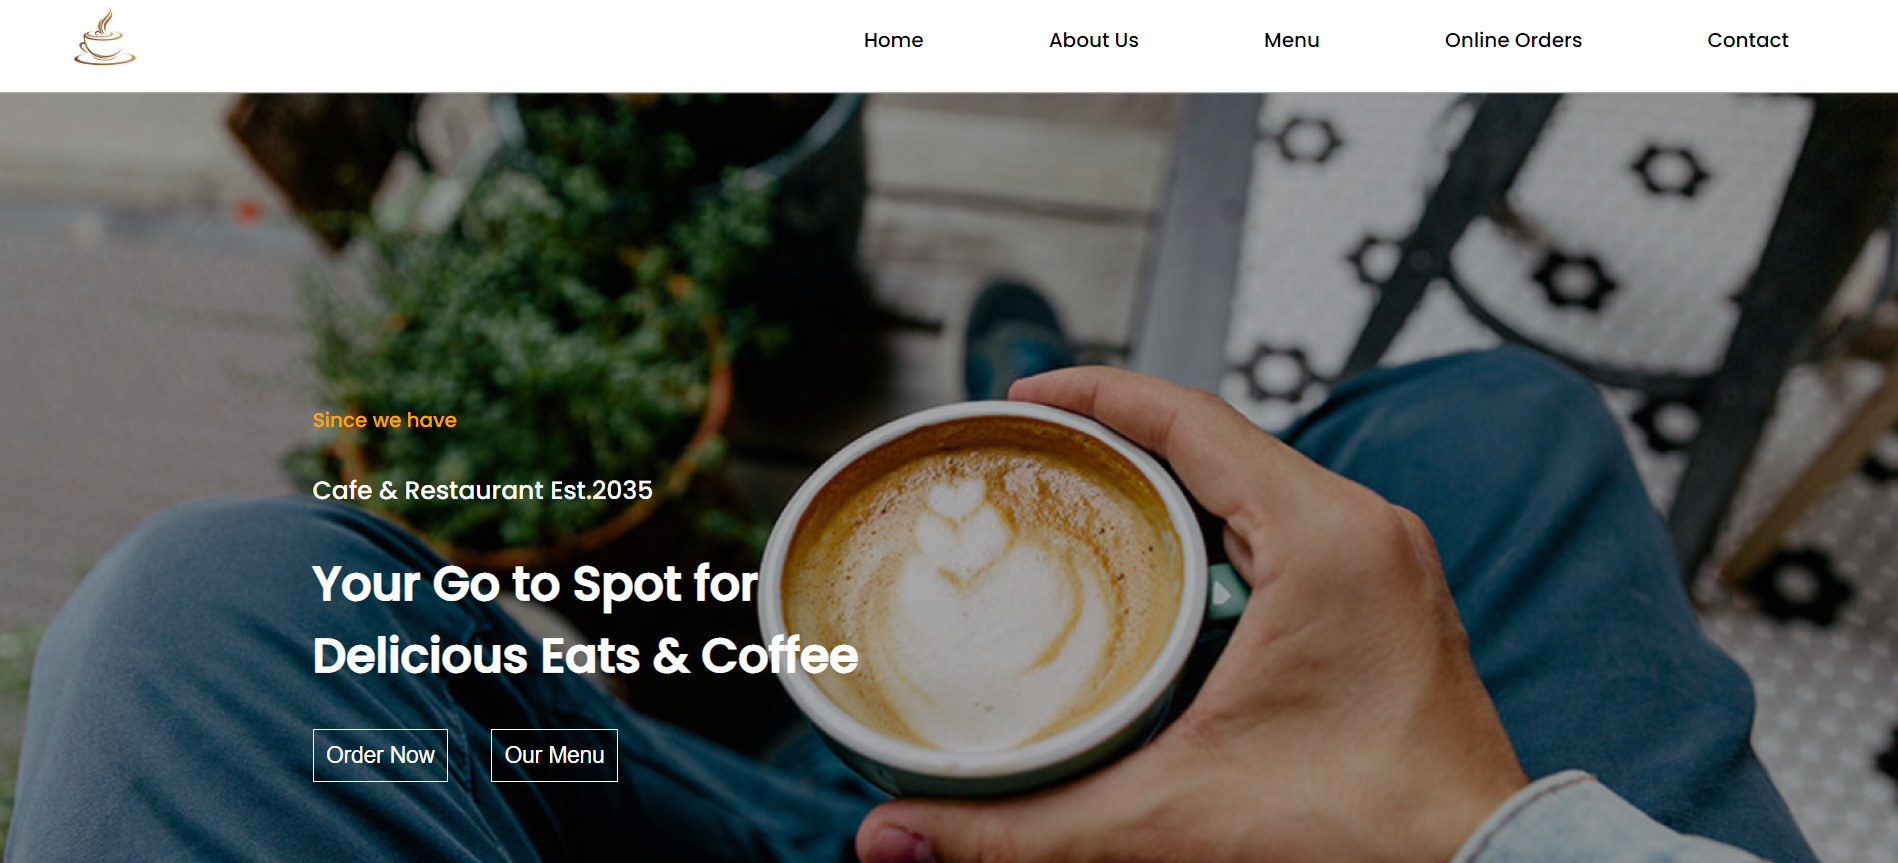 Home
About Us
Menu
Online Orders
Contact
Since we have
Cafe & Restaurant Est.2035
Your Go to Spot for
Delicious Eats & Coffee
Order Now
Our Menu